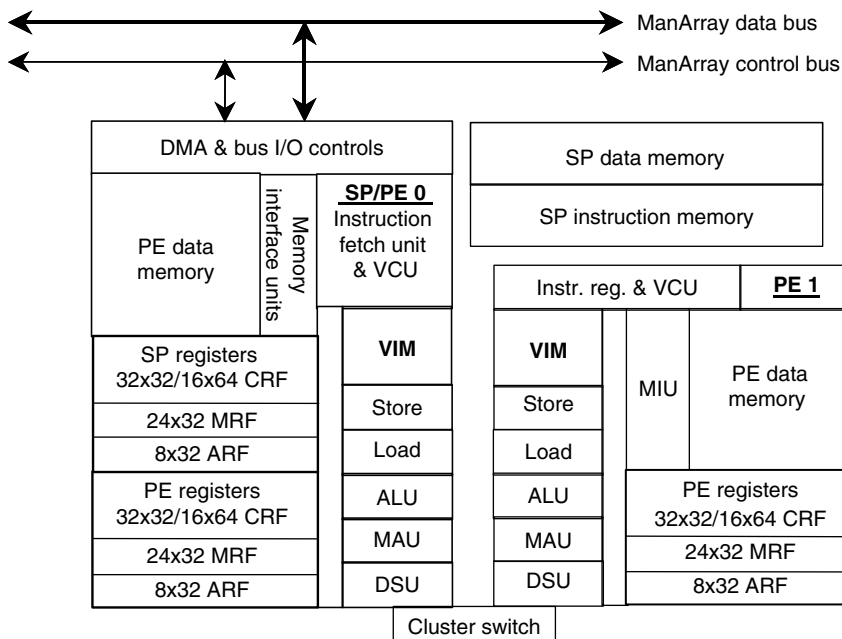 ManArray data bus
ManArray control bus
DMA & bus I/O controls
PE data
memory
Memory
interface units
SP/PE 0
Instruction
fetch unit
& VCU
SP data memory
SP instruction memory
Instr. reg. & VCU
PE 1
SP registers
32x32/16x64 CRF
24x32 MRF
8x32 ARF
PE registers
32x32/16x64 CRF
24x32 MRF
8x32 ARF
VIM
Store
Load
ALU
MAU
DSU
VIM
Store
Load
ALU
MAU
DSU
MIU
PE data
memory
PE registers
32x32/16x64 CRF
24x32 MRF
8x32 ARF
Cluster switch